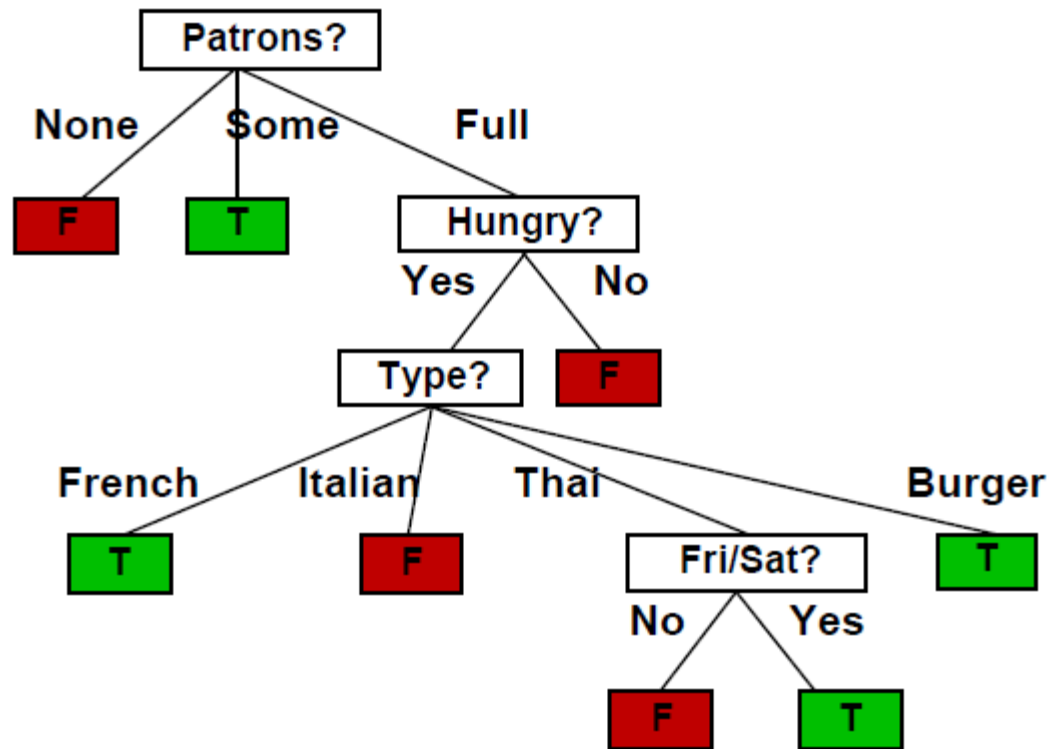 Patrons?
None Some Full
F T Hungry?
Yes No
Type? F
French Italian Thai Burger
T F Fri/Sat? T
No Yes
F T